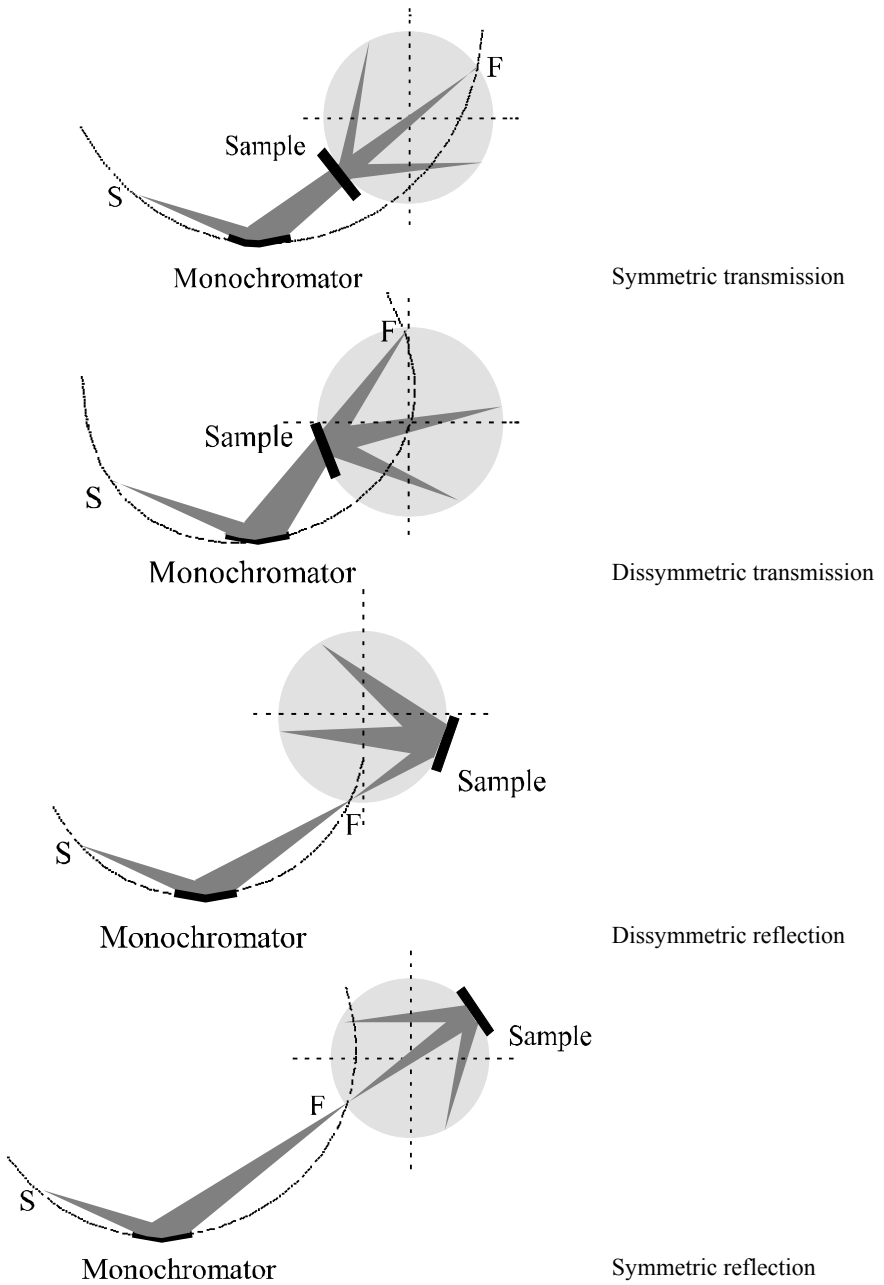 F
Sample
S
Monochromator
Symmetric transmission
F
Sample
S
Monochromator
Dissymmetric transmission
Sample
F
S
Monochromator
Dissymmetric reflection
Sample
F
S
Monochromator
Symmetric reflection